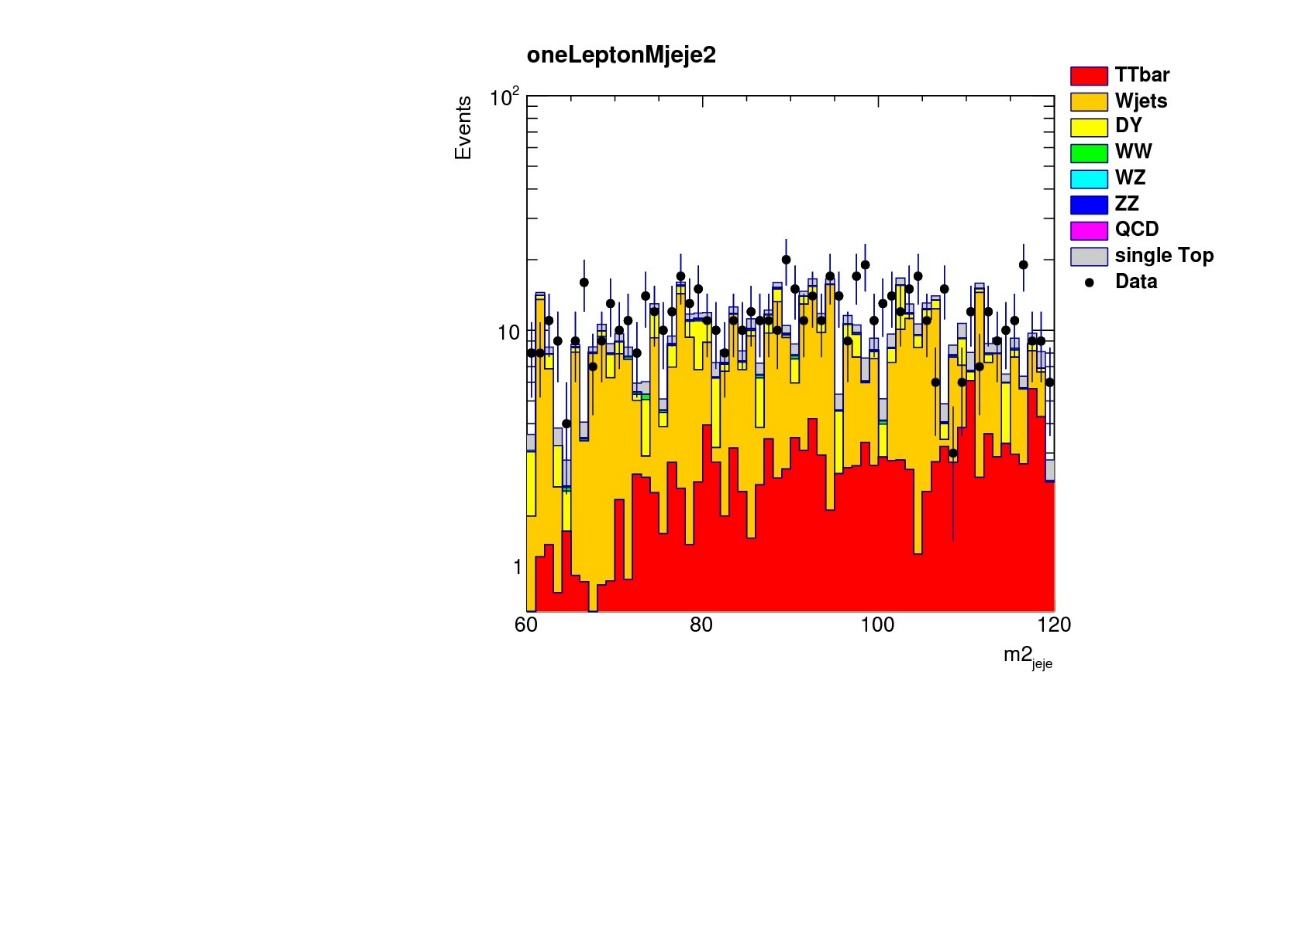 oneLeptonMjeje2
Events
10²
10
1
60 80 100 120
m2jeje
TTbar
Wjets
DY
WW
WZ
ZZ
QCD
single Top
Data